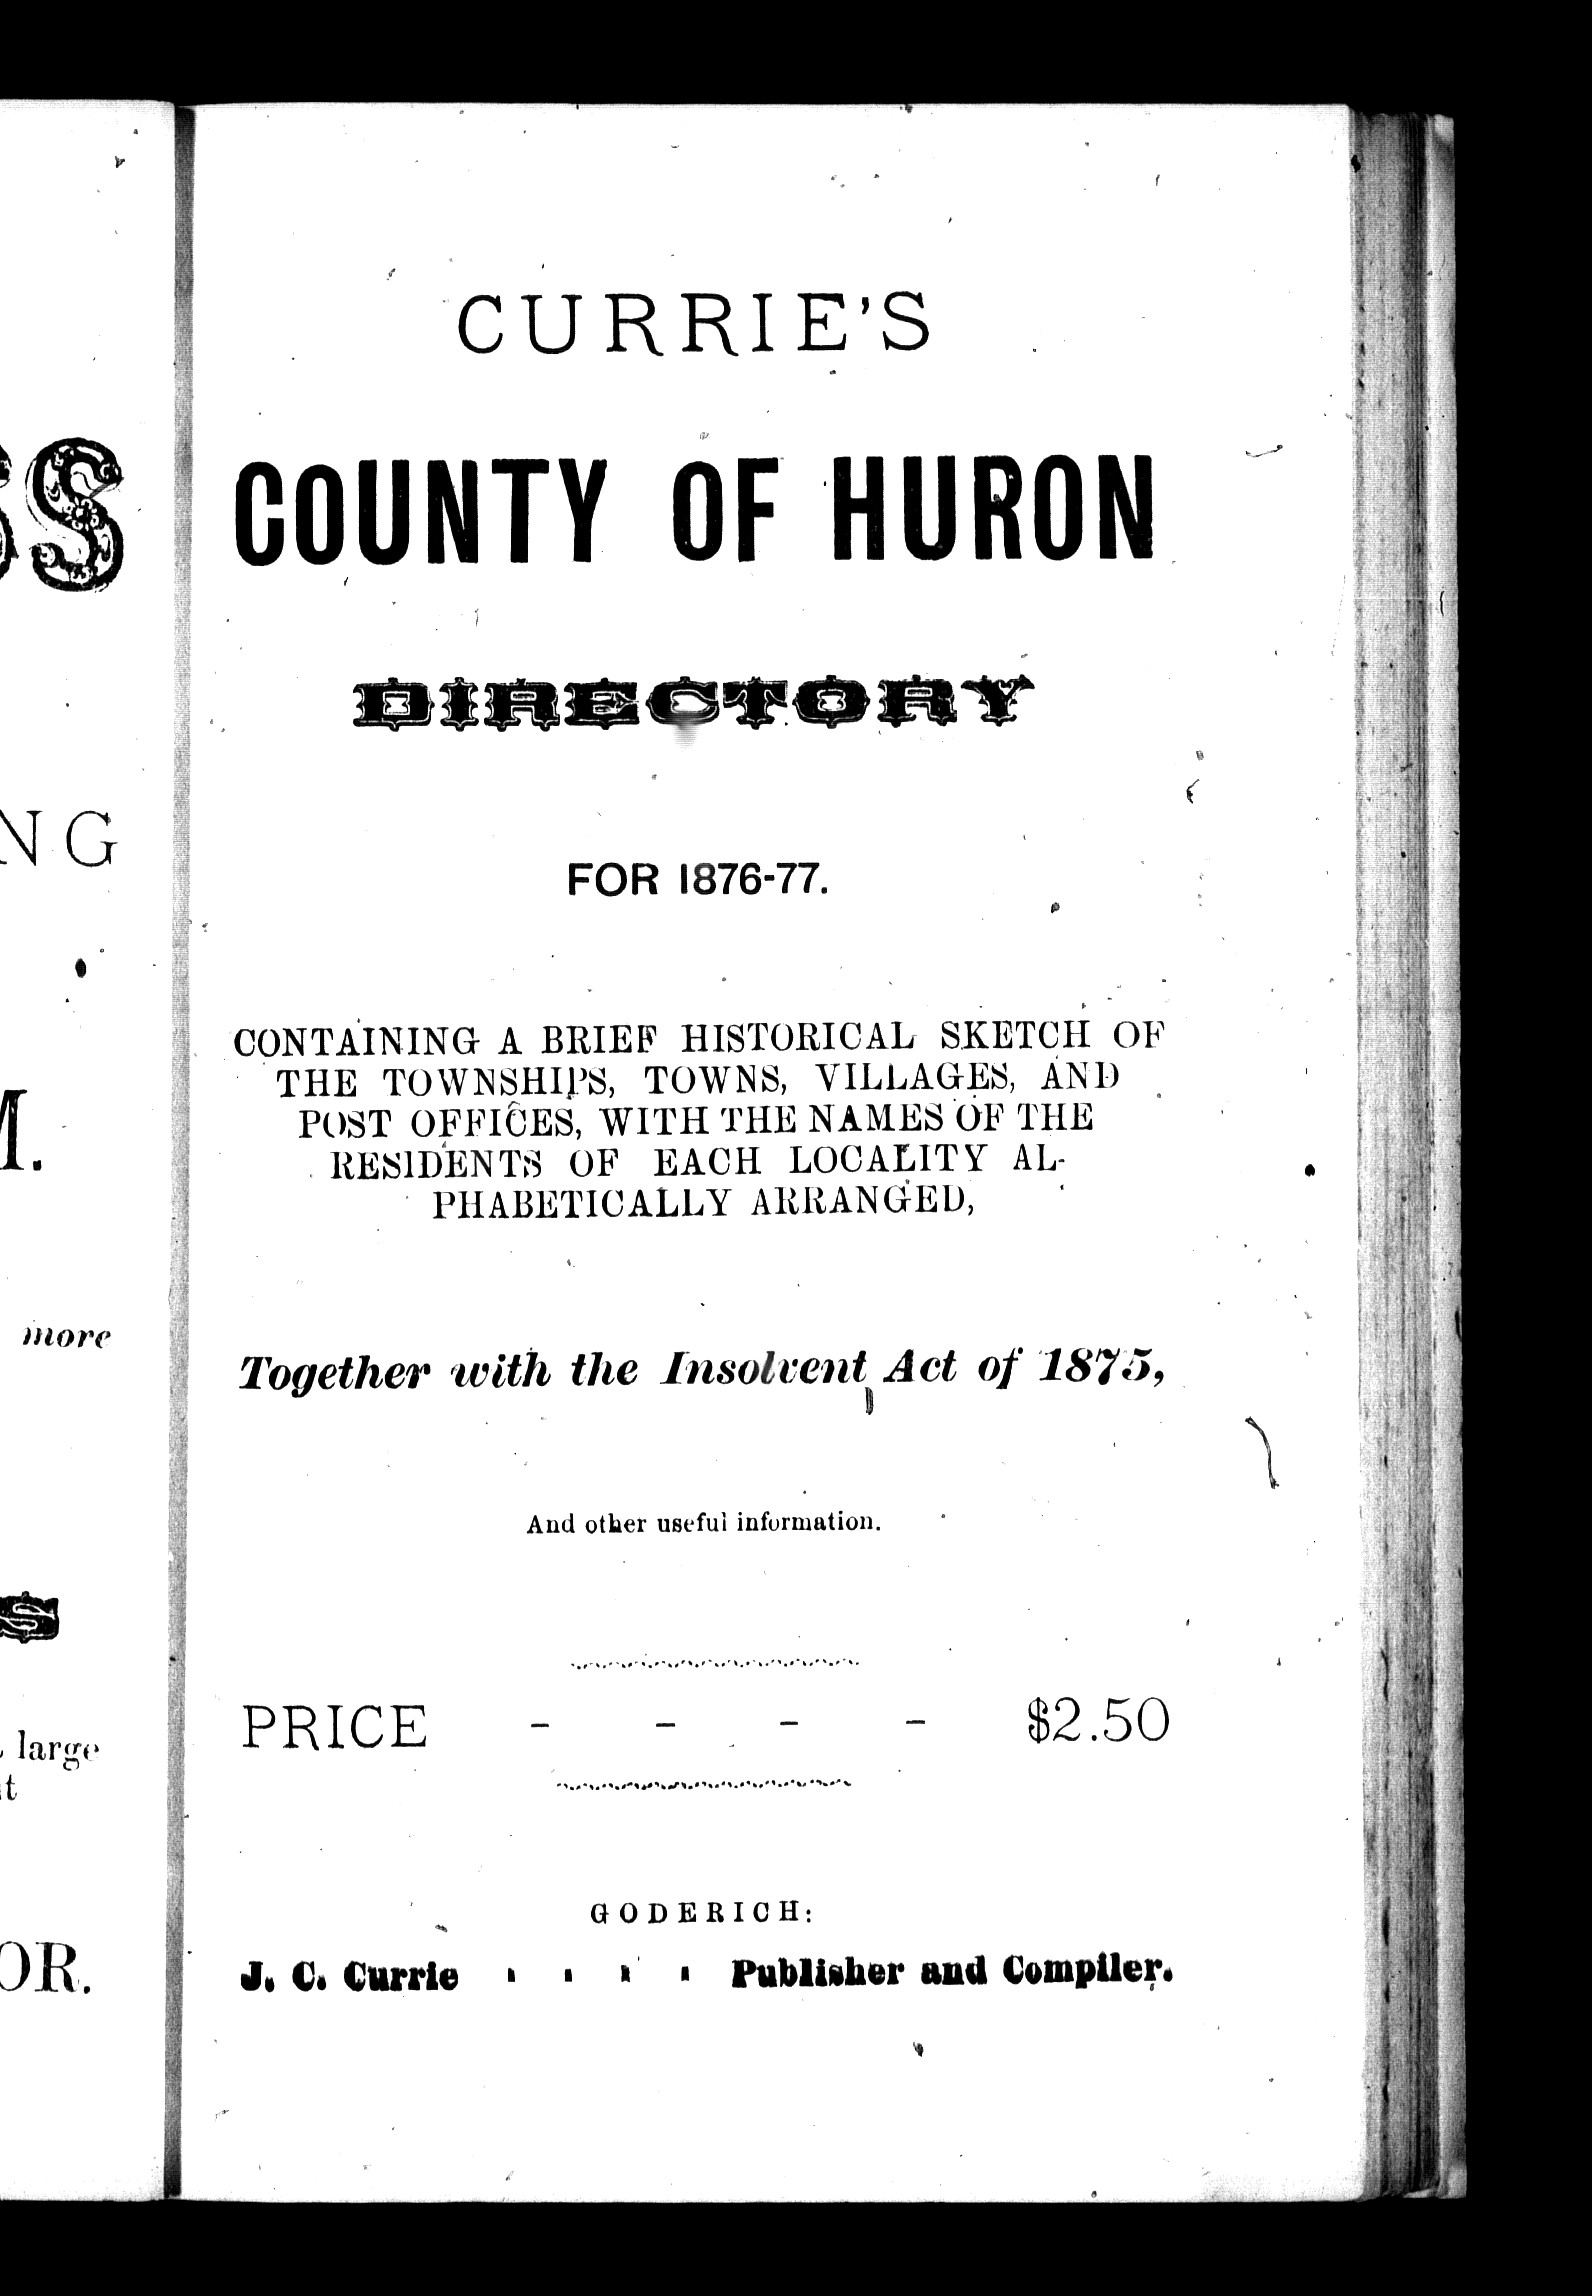 CURRIE'S
COUNTY OF HURON
DIRECTORY
FOR 1876-77.
CONTAINING A BRIEF HISTORICAL SKETCH OF
THE TOWNSHIPS, TOWNS, VILLAGES, AND
POST OFFICES, WITH THE NAMES OF THE
RESIDENTS OF EACH LOCALITY AL-
PHABETICALLY ARRANGED,
Together with the Insolvent Act of 1875,
And other useful information.
PRICE - - - - $2.50
GODERICH:
J. C. Currie - - - - Publisher and Compiler.
more
large